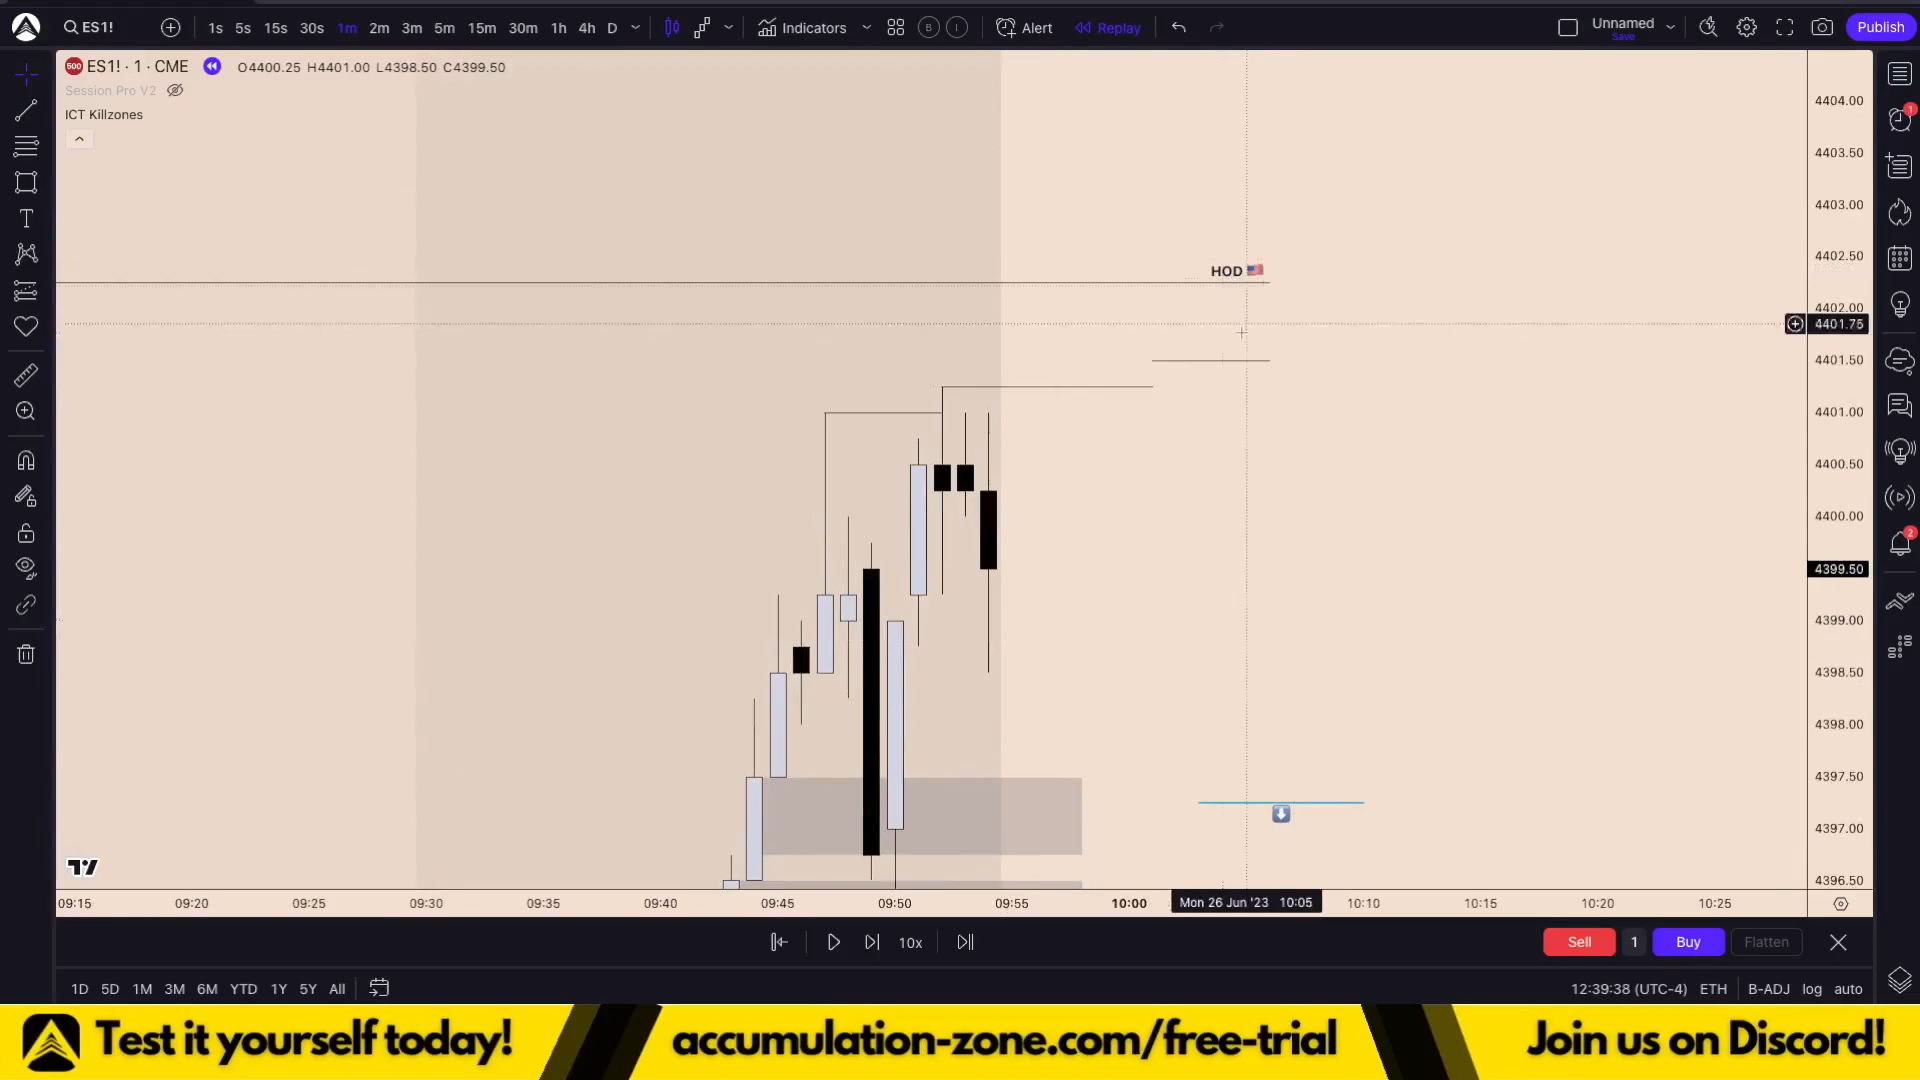 ES1!
1s 5s 15s 30s 1m 2m 3m 5m 15m 30m 1h 4h D
Indicators
B I
Alert
Replay
Unnamed
Save
Publish
500 ES1! · 1 · CME
O4400.25 H4401.00 L4398.50 C4399.50
Session Pro V2
ICT Killzones
HOD
4404.00
4403.50
4403.00
4402.50
4402.00
4401.75
4401.50
4401.00
4400.50
4400.00
4399.50
4399.00
4398.50
4398.00
4397.50
4397.00
4396.50
1
2
09:15 09:20 09:25 09:30 09:35 09:40 09:45 09:50 09:55 10:00 Mon 26 Jun '23 10:05 10:10 10:15 10:20 10:25
10x
Sell 1 Buy Flatten
1D 5D 1M 3M 6M YTD 1Y 5Y All
12:39:38 (UTC-4) ETH B-ADJ log auto
Test it yourself today! accumulation-zone.com/free-trial Join us on Discord!